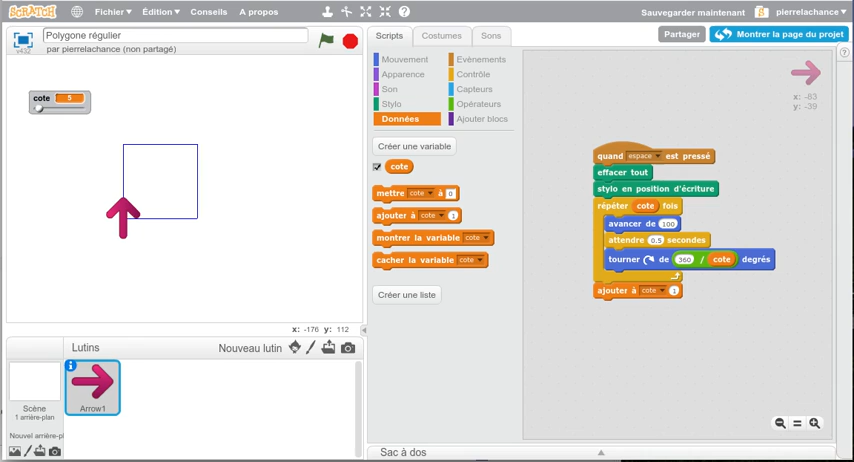 SCRATCH Fichier Édition Conseils A propos Sauvegarder maintenant pierrelachance
Polygone régulier
par pierrelachance (non partagé)
v432
Scripts Costumes Sons Partager Montrer la page du projet
cote 5
Mouvement Evènements
Apparence Contrôle
Son Capteurs
Stylo Opérateurs
Données Ajouter blocs
Créer une variable
cote
mettre cote à 0
ajouter à cote 1
montrer la variable cote
cacher la variable cote
Créer une liste
x: -83
y: -39
quand espace est pressé
effacer tout
stylo en position d'écriture
répéter cote fois
avancer de 100
attendre 0.5 secondes
tourner de 360 / cote degrés
ajouter à cote 1
x: -176 y: 112
Lutins Nouveau lutin
Scène
1 arrière-plan
Nouvel arrière-pl
Arrow1
Sac à dos